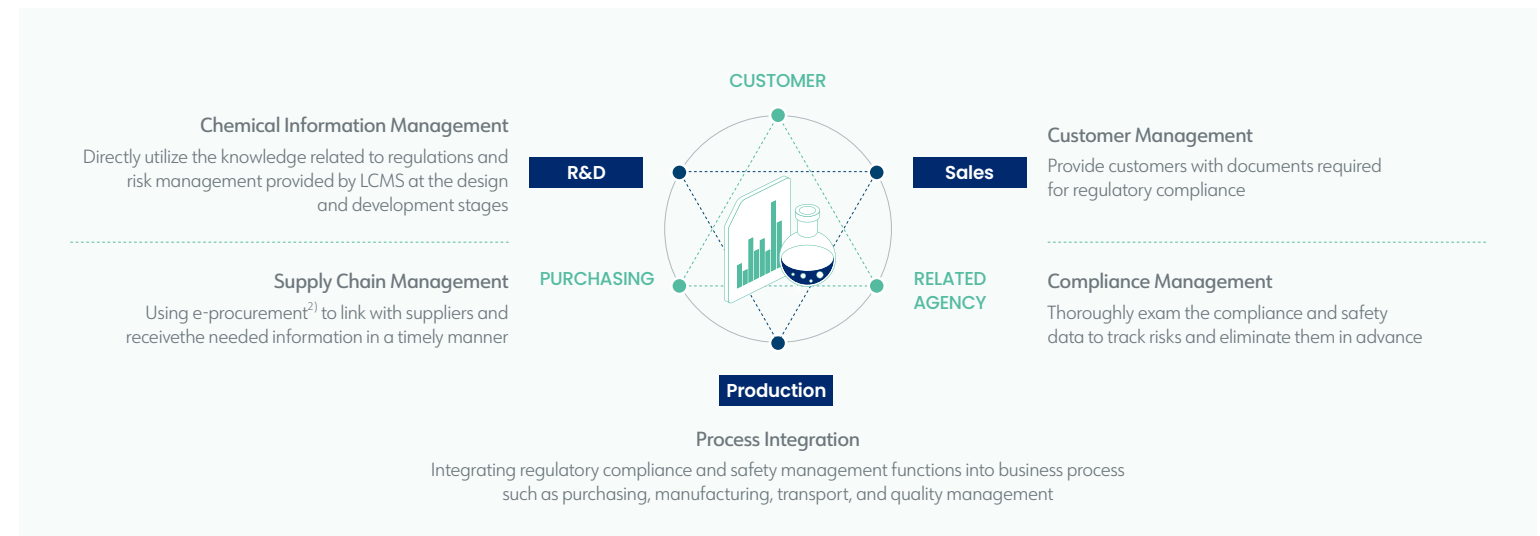 CUSTOMER
Chemical Information Management
Directly utilize the knowledge related to regulations and
risk management provided by LCMS at the design
and development stages
R&D
Sales
Customer Management
Provide customers with documents required
for regulatory compliance
Supply Chain Management
Using e-procurement2) to link with suppliers and
receivethe needed information in a timely manner
PURCHASING
RELATED
AGENCY
Compliance Management
Thoroughly exam the compliance and safety
data to track risks and eliminate them in advance
Production
Process Integration
Integrating regulatory compliance and safety management functions into business process
such as purchasing, manufacturing, transport, and quality management